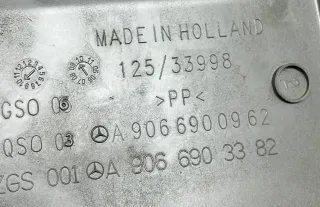 MADE IN HOLLAND
125/33998
>PP<
GSO 06
QSO 03 A 906 690 09 62
ZGS 001 A 906 690 33 82